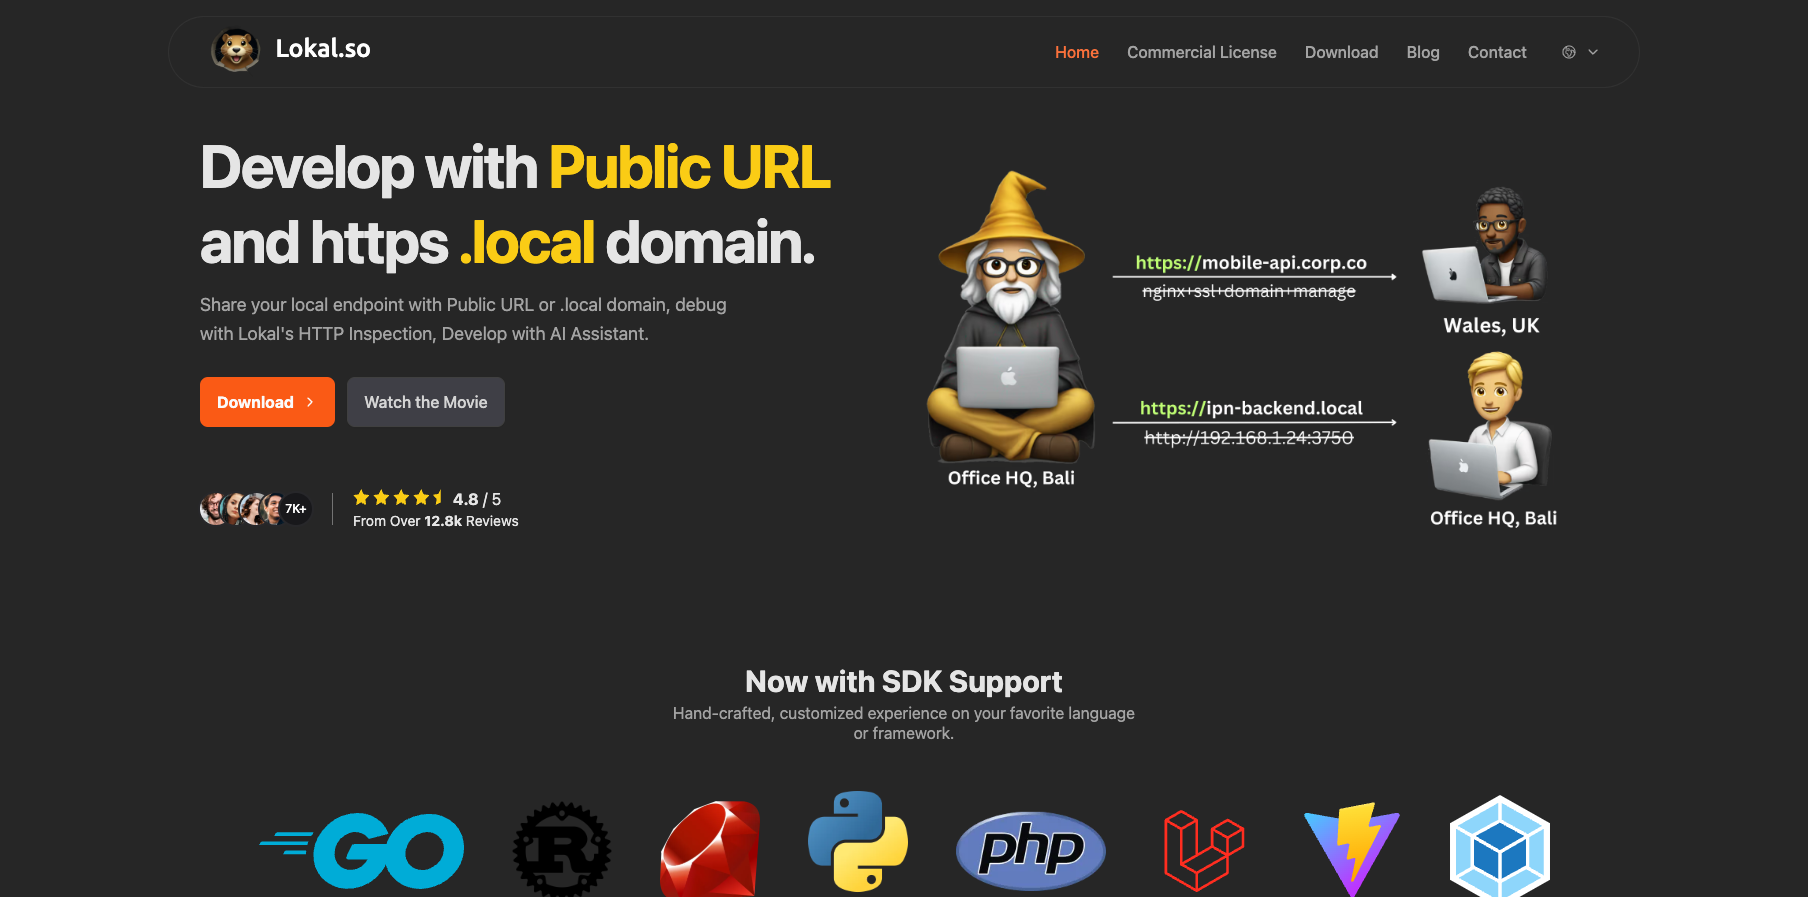 Lokal.so
Home
Commercial License
Download
Blog
Contact
Develop with Public URL
and https .local domain.
Share your local endpoint with Public URL or .local domain, debug
with Lokal's HTTP Inspection, Develop with AI Assistant.
Download
Watch the Movie
7K+
4.8 / 5
From Over 12.8k Reviews
https://mobile-api.corp.co
nginx+ssl+domain+manage
Wales, UK
https://ipn-backend.local
http://192.168.1.24:3750
Office HQ, Bali
Office HQ, Bali
Now with SDK Support
Hand-crafted, customized experience on your favorite language
or framework.
GO
R
php